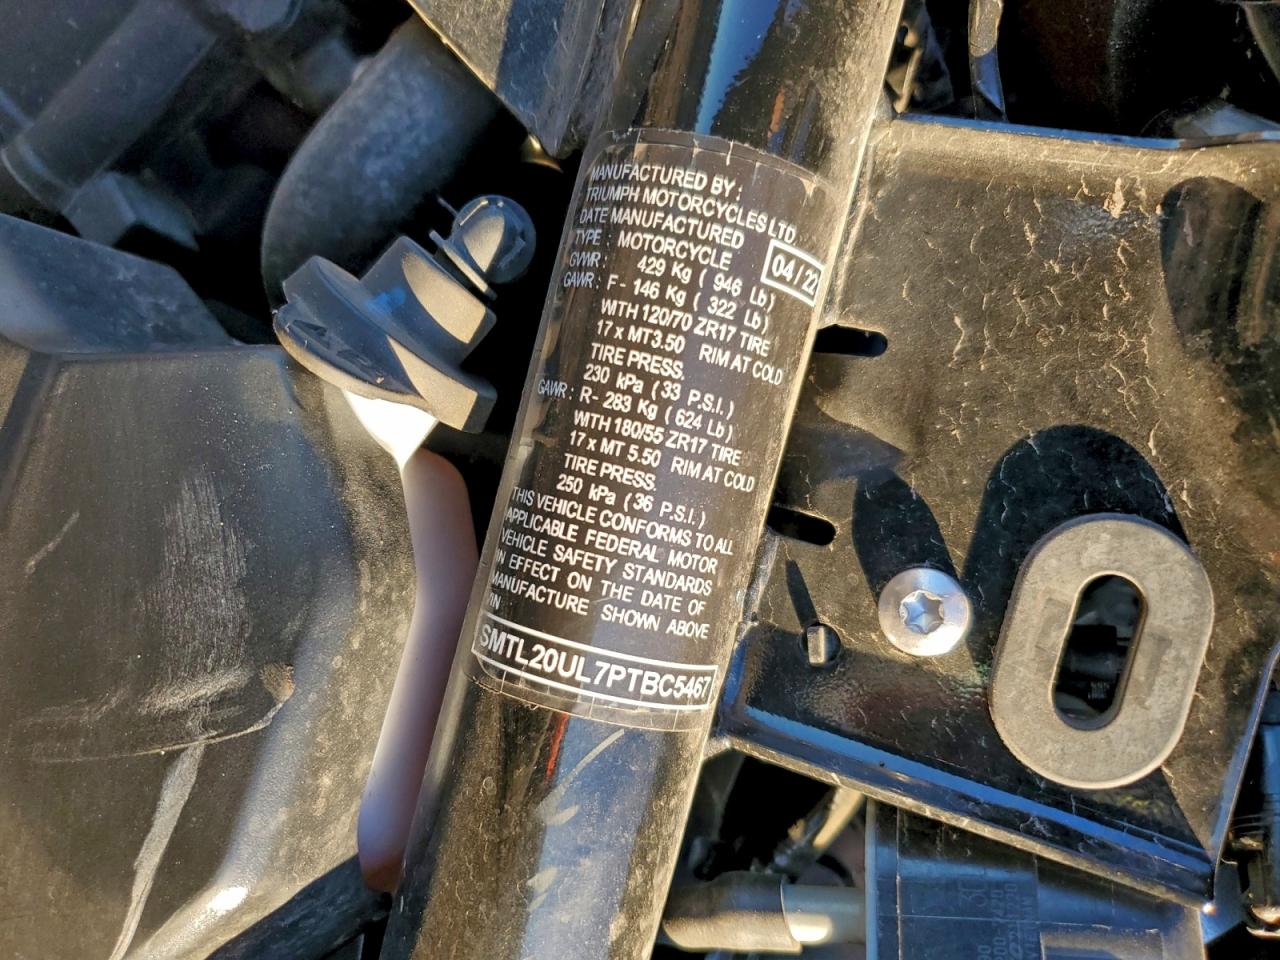 MANUFACTURED BY:
TRIUMPH MOTORCYCLES LTD
DATE MANUFACTURED 04/22
TYPE: MOTORCYCLE
GVWR: 429 Kg ( 946 Lb)
GAWR: F - 146 Kg ( 322 Lb)
WITH 120/70 ZR17 TIRE
17 x MT3.50 RIM AT COLD
TIRE PRESS.
230 kPa (33 P.S.I.)
GAWR: R- 283 Kg (624 Lb)
WITH 180/55 ZR17 TIRE
17 x MT 5.50 RIM AT COLD
TIRE PRESS.
250 kPa (36 P.S.I.)
THIS VEHICLE CONFORMS TO ALL
APPLICABLE FEDERAL MOTOR
VEHICLE SAFETY STANDARDS
IN EFFECT ON THE DATE OF
MANUFACTURE SHOWN ABOVE
VIN
SMTL20UL7PTBC5467